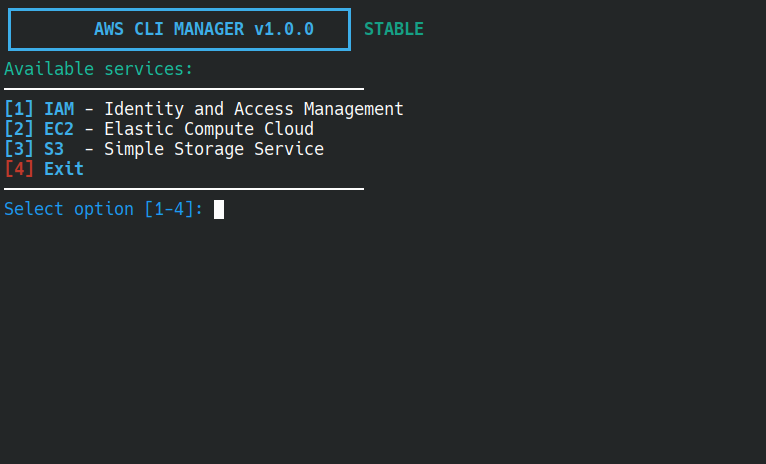 AWS CLI MANAGER v1.0.0 STABLE
Available services:
[1] IAM - Identity and Access Management
[2] EC2 - Elastic Compute Cloud
[3] S3 - Simple Storage Service
[4] Exit
Select option [1-4]: